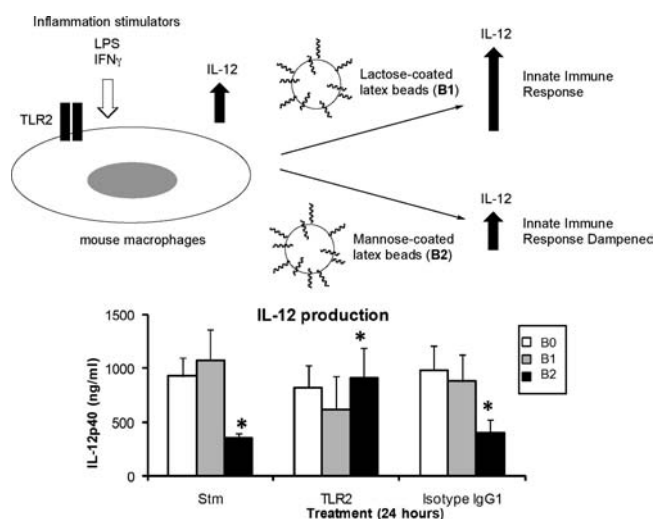 Inflammation stimulators
LPS
IFNγ
TLR2
IL-12
mouse macrophages
Lactose-coated
latex beads (B1)
IL-12
Innate Immune
Response
Mannose-coated
latex beads (B2)
IL-12
Innate Immune
Response Dampened
IL-12 production
IL-12p40 (ng/ml)
1500
1000
500
0
*
*
*
B0
B1
B2
Stm
TLR2
Isotype IgG1
Treatment (24 hours)